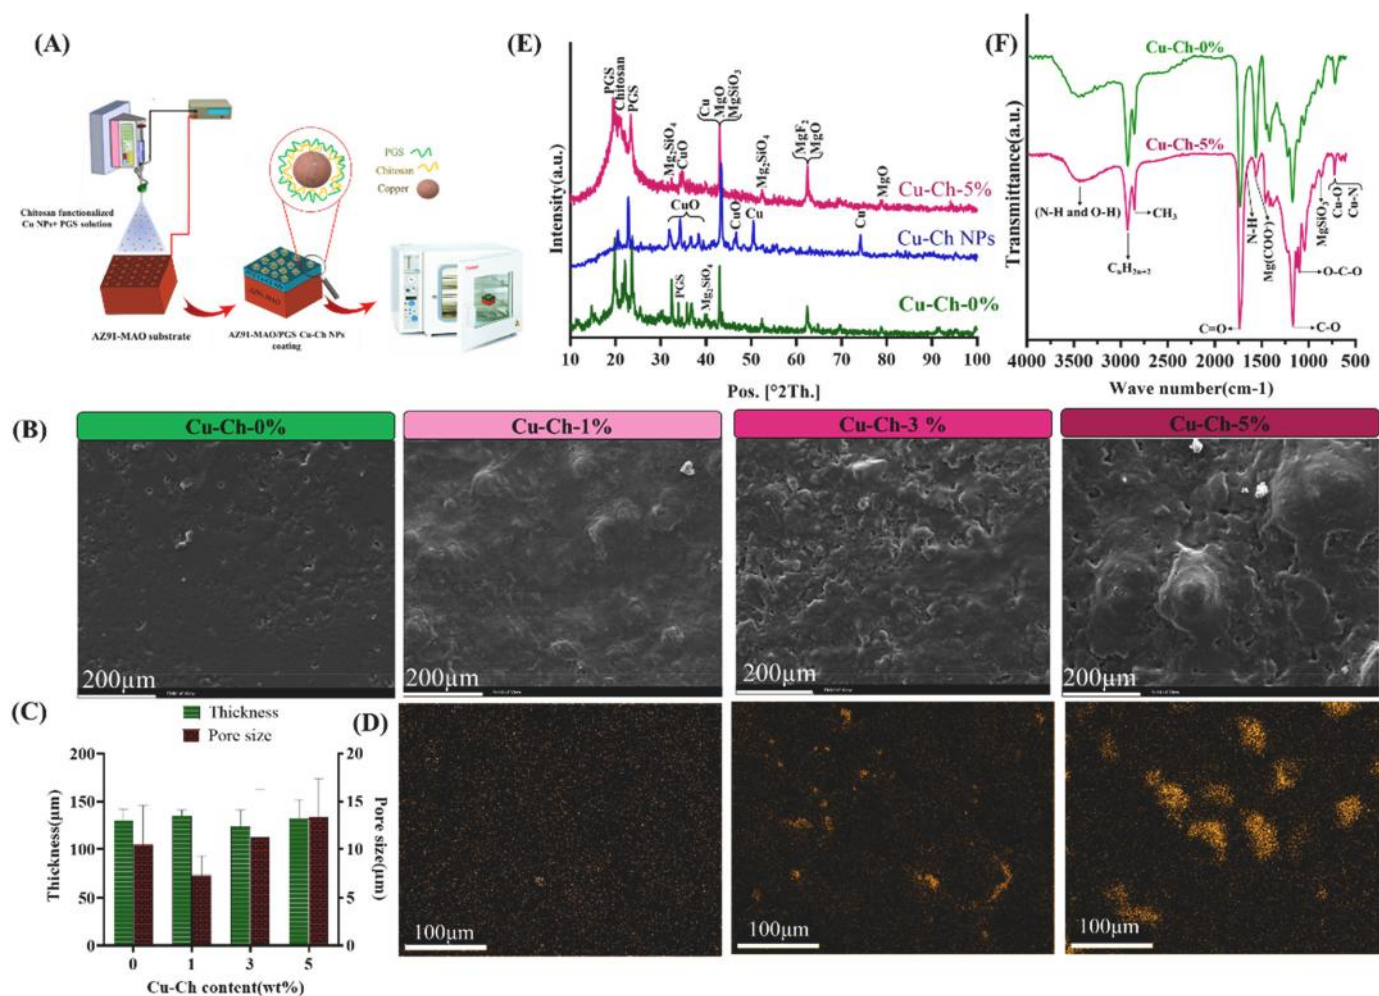 (A)
PGS
Chitosan
Copper
Chitosan functionalized
Cu NPs+ PGS solution
AZ91-MAO
AZ91-MAO substrate
AZ91-MAO/PGS Cu-Ch NPs
coating
(E)
Intensity(a.u.)
PGS
Chitosan
PGS
Mg₂SiO₄
CuO
Cu
MgO
MgSiO₃
Mg₂SiO₄
MgF₂
MgO
MgO
Cu-Ch-5%
CuO
CuO
Cu
Cu
Cu-Ch NPs
PGS
Mg₂SiO₄
Cu-Ch-0%
10 20 30 40 50 60 70 80 90 100
Pos. [°2Th.]
(F)
Transmittance(a.u.)
Cu-Ch-0%
Cu-Ch-5%
(N-H and O-H)
CₙH₂ₙ₊₂
CH₃
C=O
N-H
Mg(COO⁻)
C-O
O-C-O
MgSiO₃
Cu-O
Cu-N
4000 3500 3000 2500 2000 1500 1000 500
Wave number(cm-1)
(B)
Cu-Ch-0%
Cu-Ch-1%
Cu-Ch-3 %
Cu-Ch-5%
200µm
200µm
200µm
200µm
(C)
Thickness
Pore size
Thickness(µm)
200
150
100
50
0
Pore size(µm)
20
15
10
5
0
0 1 3 5
Cu-Ch content(wt%)
(D)
100µm
100µm
100µm